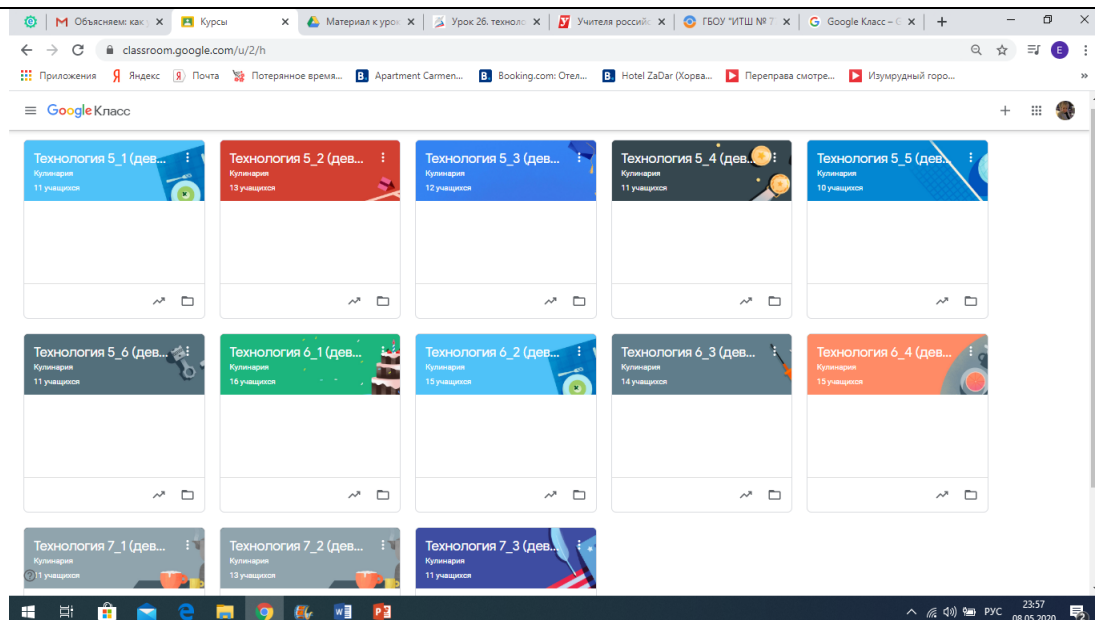 Объясняем: как
Курсы
Материал к урок
Урок 26. техноло
Учителя российс
ГБОУ "ИТШ № 7
Google Класс – G
classroom.google.com/u/2/h
E
Приложения
Яндекс
Почта
Потерянное время...
Apartment Carmen...
Booking.com: Отел...
Hotel ZaDar (Хорва...
Переправа смотре...
Изумрудный горо...
Google Класс
Технология 5_1 (дев...
Кулинария
11 учащихся
Технология 5_2 (дев...
Кулинария
13 учащихся
Технология 5_3 (дев...
Кулинария
12 учащихся
Технология 5_4 (дев...
Кулинария
11 учащихся
Технология 5_5 (дев...
Кулинария
10 учащихся
Технология 5_6 (дев...
Кулинария
11 учащихся
Технология 6_1 (дев...
Кулинария
16 учащихся
Технология 6_2 (дев...
Кулинария
15 учащихся
Технология 6_3 (дев...
Кулинария
14 учащихся
Технология 6_4 (дев...
Кулинария
15 учащихся
Технология 7_1 (дев...
Кулинария
11 учащихся
Технология 7_2 (дев...
Кулинария
13 учащихся
Технология 7_3 (дев...
Кулинария
11 учащихся
РУС
23:57
08.05.2020